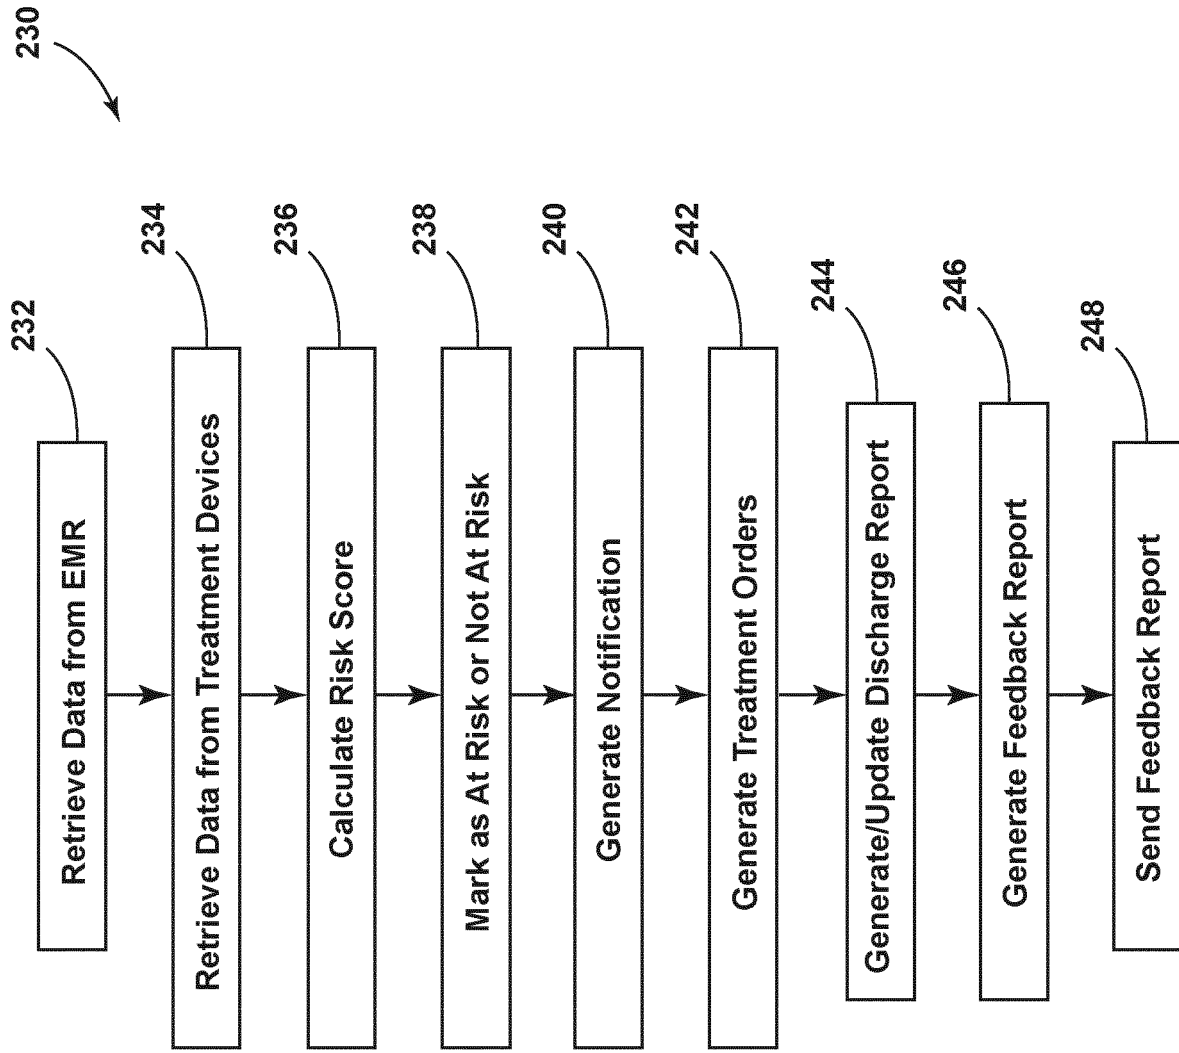 230
232
Retrieve Data from EMR
234
Retrieve Data from Treatment Devices
236
Calculate Risk Score
238
Mark as At Risk or Not At Risk
240
Generate Notification
242
Generate Treatment Orders
244
Generate/Update Discharge Report
246
Generate Feedback Report
248
Send Feedback Report